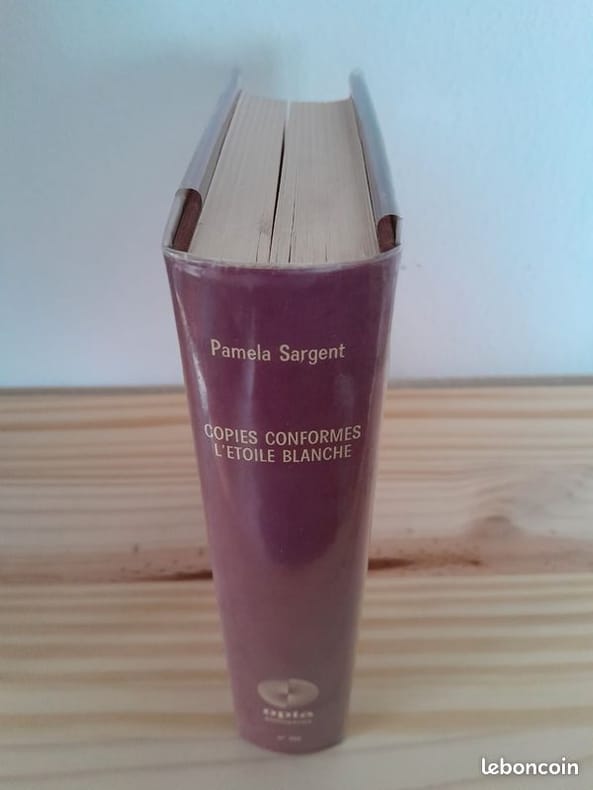 Pamela Sargent
COPIES CONFORMES
L'ETOILE BLANCHE
opta
leboncoin